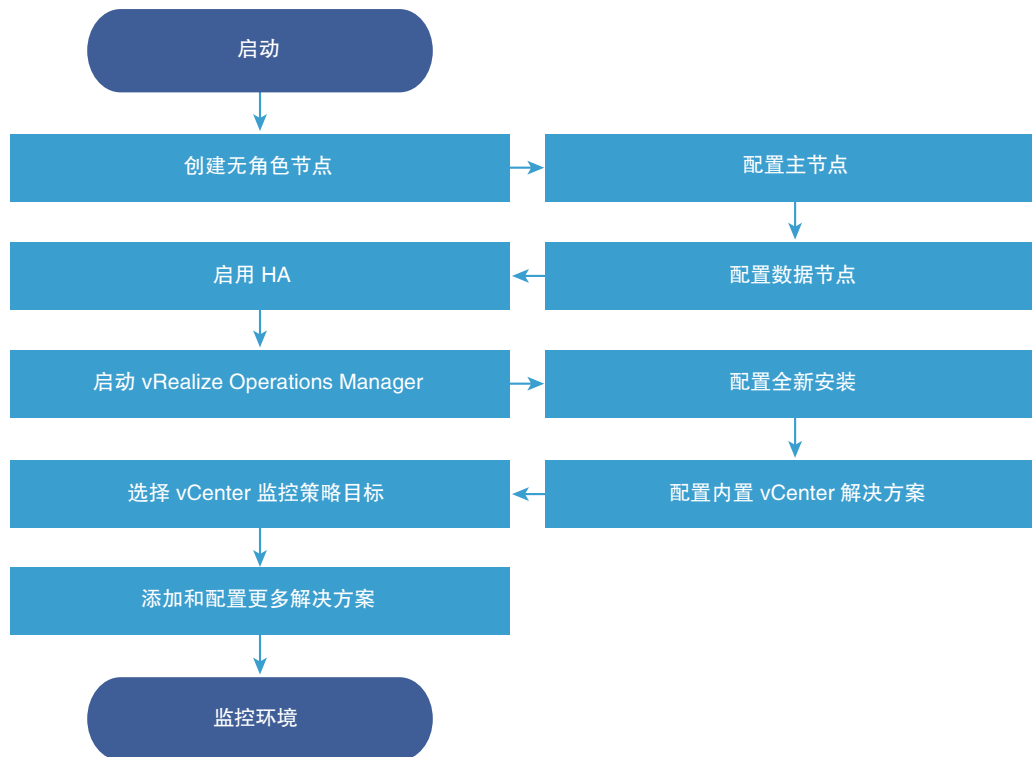 启动
创建无角色节点
配置主节点
启用 HA
配置数据节点
启动 vRealize Operations Manager
配置全新安装
选择 vCenter 监控策略目标
配置内置 vCenter 解决方案
添加和配置更多解决方案
监控环境